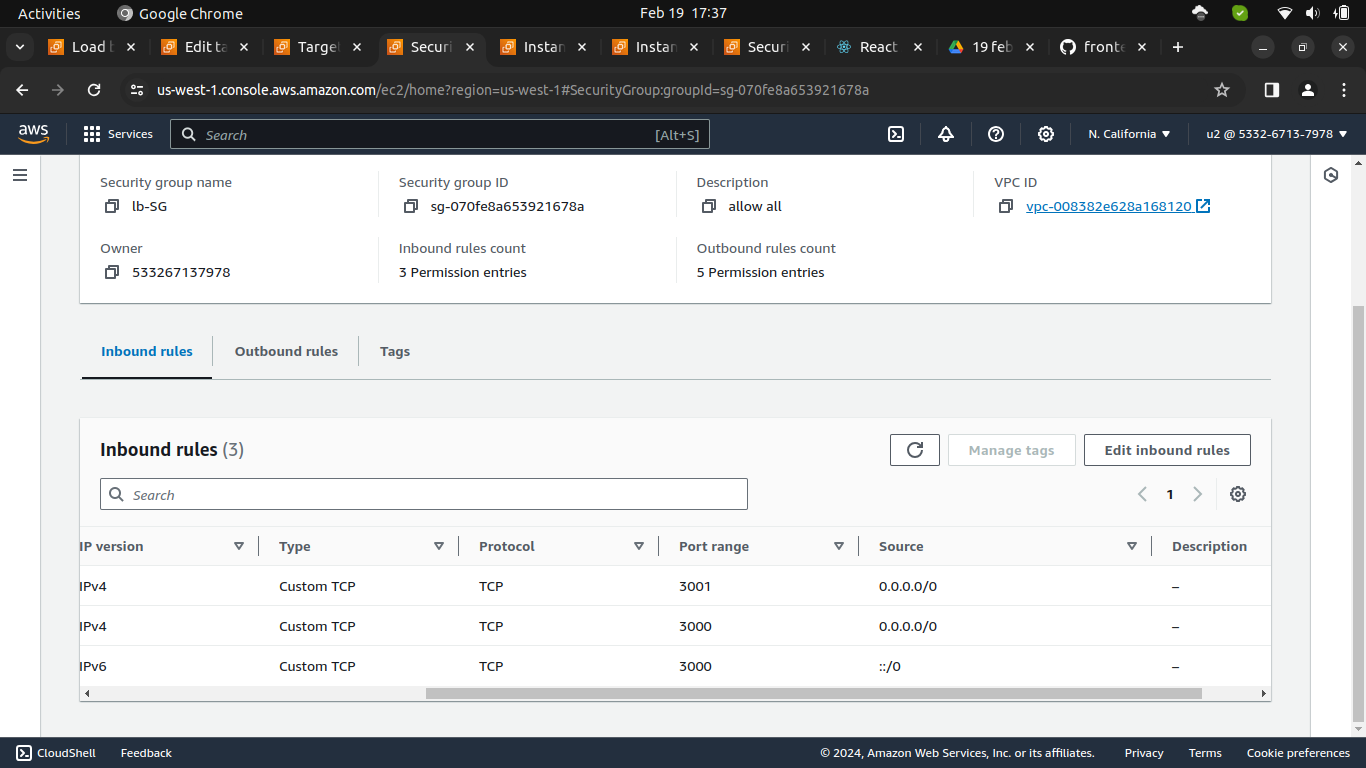 Activities Google Chrome Feb 19 17:37
Load b Edit ta Target Securi Instan Instan Securi React 19 feb fronte
us-west-1.console.aws.amazon.com/ec2/home?region=us-west-1#SecurityGroup:groupId=sg-070fe8a653921678a
aws Services Search [Alt+S] N. California u2 @ 5332-6713-7978
Security group name Security group ID Description VPC ID
lb-SG sg-070fe8a653921678a allow all vpc-008382e628a168120
Owner Inbound rules count Outbound rules count
533267137978 3 Permission entries 5 Permission entries
Inbound rules Outbound rules Tags
Inbound rules (3) Manage tags Edit inbound rules
Search 1
IP version Type Protocol Port range Source Description
IPv4 Custom TCP TCP 3001 0.0.0.0/0 –
IPv4 Custom TCP TCP 3000 0.0.0.0/0 –
IPv6 Custom TCP TCP 3000 ::/0 –
CloudShell Feedback © 2024, Amazon Web Services, Inc. or its affiliates. Privacy Terms Cookie preferences